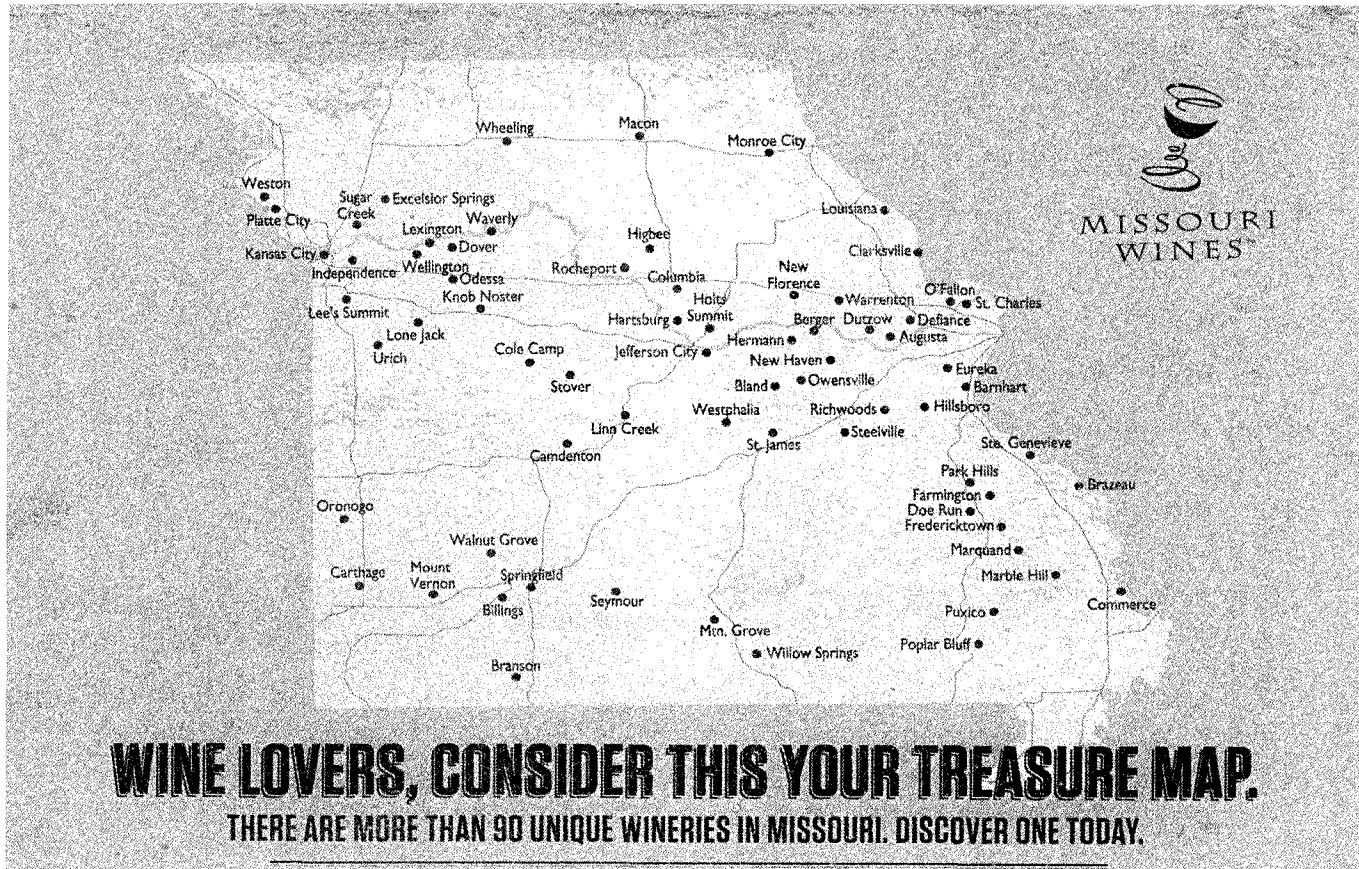 Wheeling
Macon
Monroe City
Weston
Platte City
Sugar
Creek
Excelsior Springs
Waverly
Lexington
Dover
Kansas City
Independence
Wellington
Odessa
Knob Noster
Lee's Summit
Lone Jack
Urich
Higbee
Rocheport
Columbia
Louisiana
Clarksville
MISSOURI
WINES™
New
Florence
Holts
Summit
Hartsburg
Jefferson City
Warrenton
O'Fallon
St. Charles
Berger
Dutzow
Defiance
Augusta
Hermann
New Haven
Cole Camp
Stover
Bland
Owensville
Eureka
Barnhart
Westphalia
Richwoods
Hillsboro
Linn Creek
Camdenton
St. James
Steelville
Ste. Genevieve
Park Hills
Brazeau
Farmington
Doe Run
Fredericktown
Oronogo
Walnut Grove
Marquand
Carthage
Mount
Vernon
Springfield
Billings
Seymour
Marble Hill
Commerce
Puxico
Mtn. Grove
Willow Springs
Poplar Bluff
Branson
WINE LOVERS, CONSIDER THIS YOUR TREASURE MAP.
THERE ARE MORE THAN 90 UNIQUE WINERIES IN MISSOURI. DISCOVER ONE TODAY.